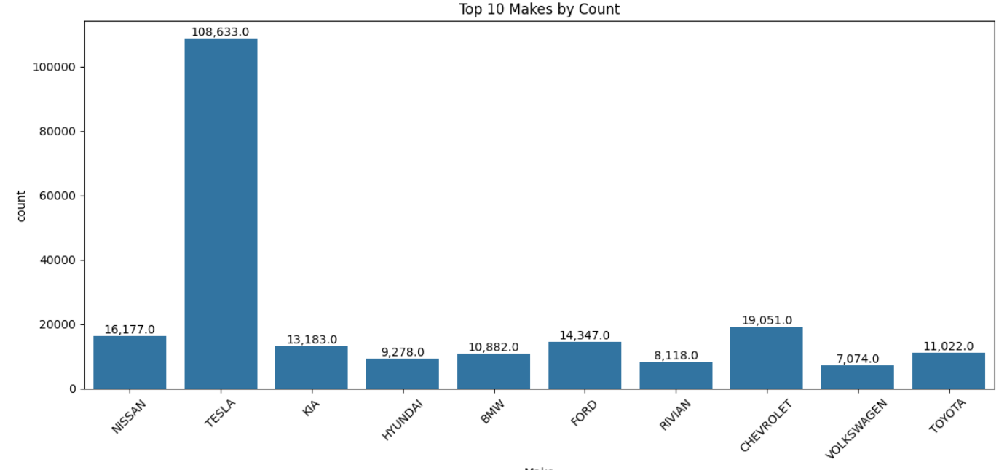 Top 10 Makes by Count
108,633.0
100000
80000
60000
count
40000
20000
16,177.0
13,183.0
9,278.0
10,882.0
14,347.0
8,118.0
19,051.0
7,074.0
11,022.0
0
NISSAN
TESLA
KIA
HYUNDAI
BMW
FORD
RIVIAN
CHEVROLET
VOLKSWAGEN
TOYOTA